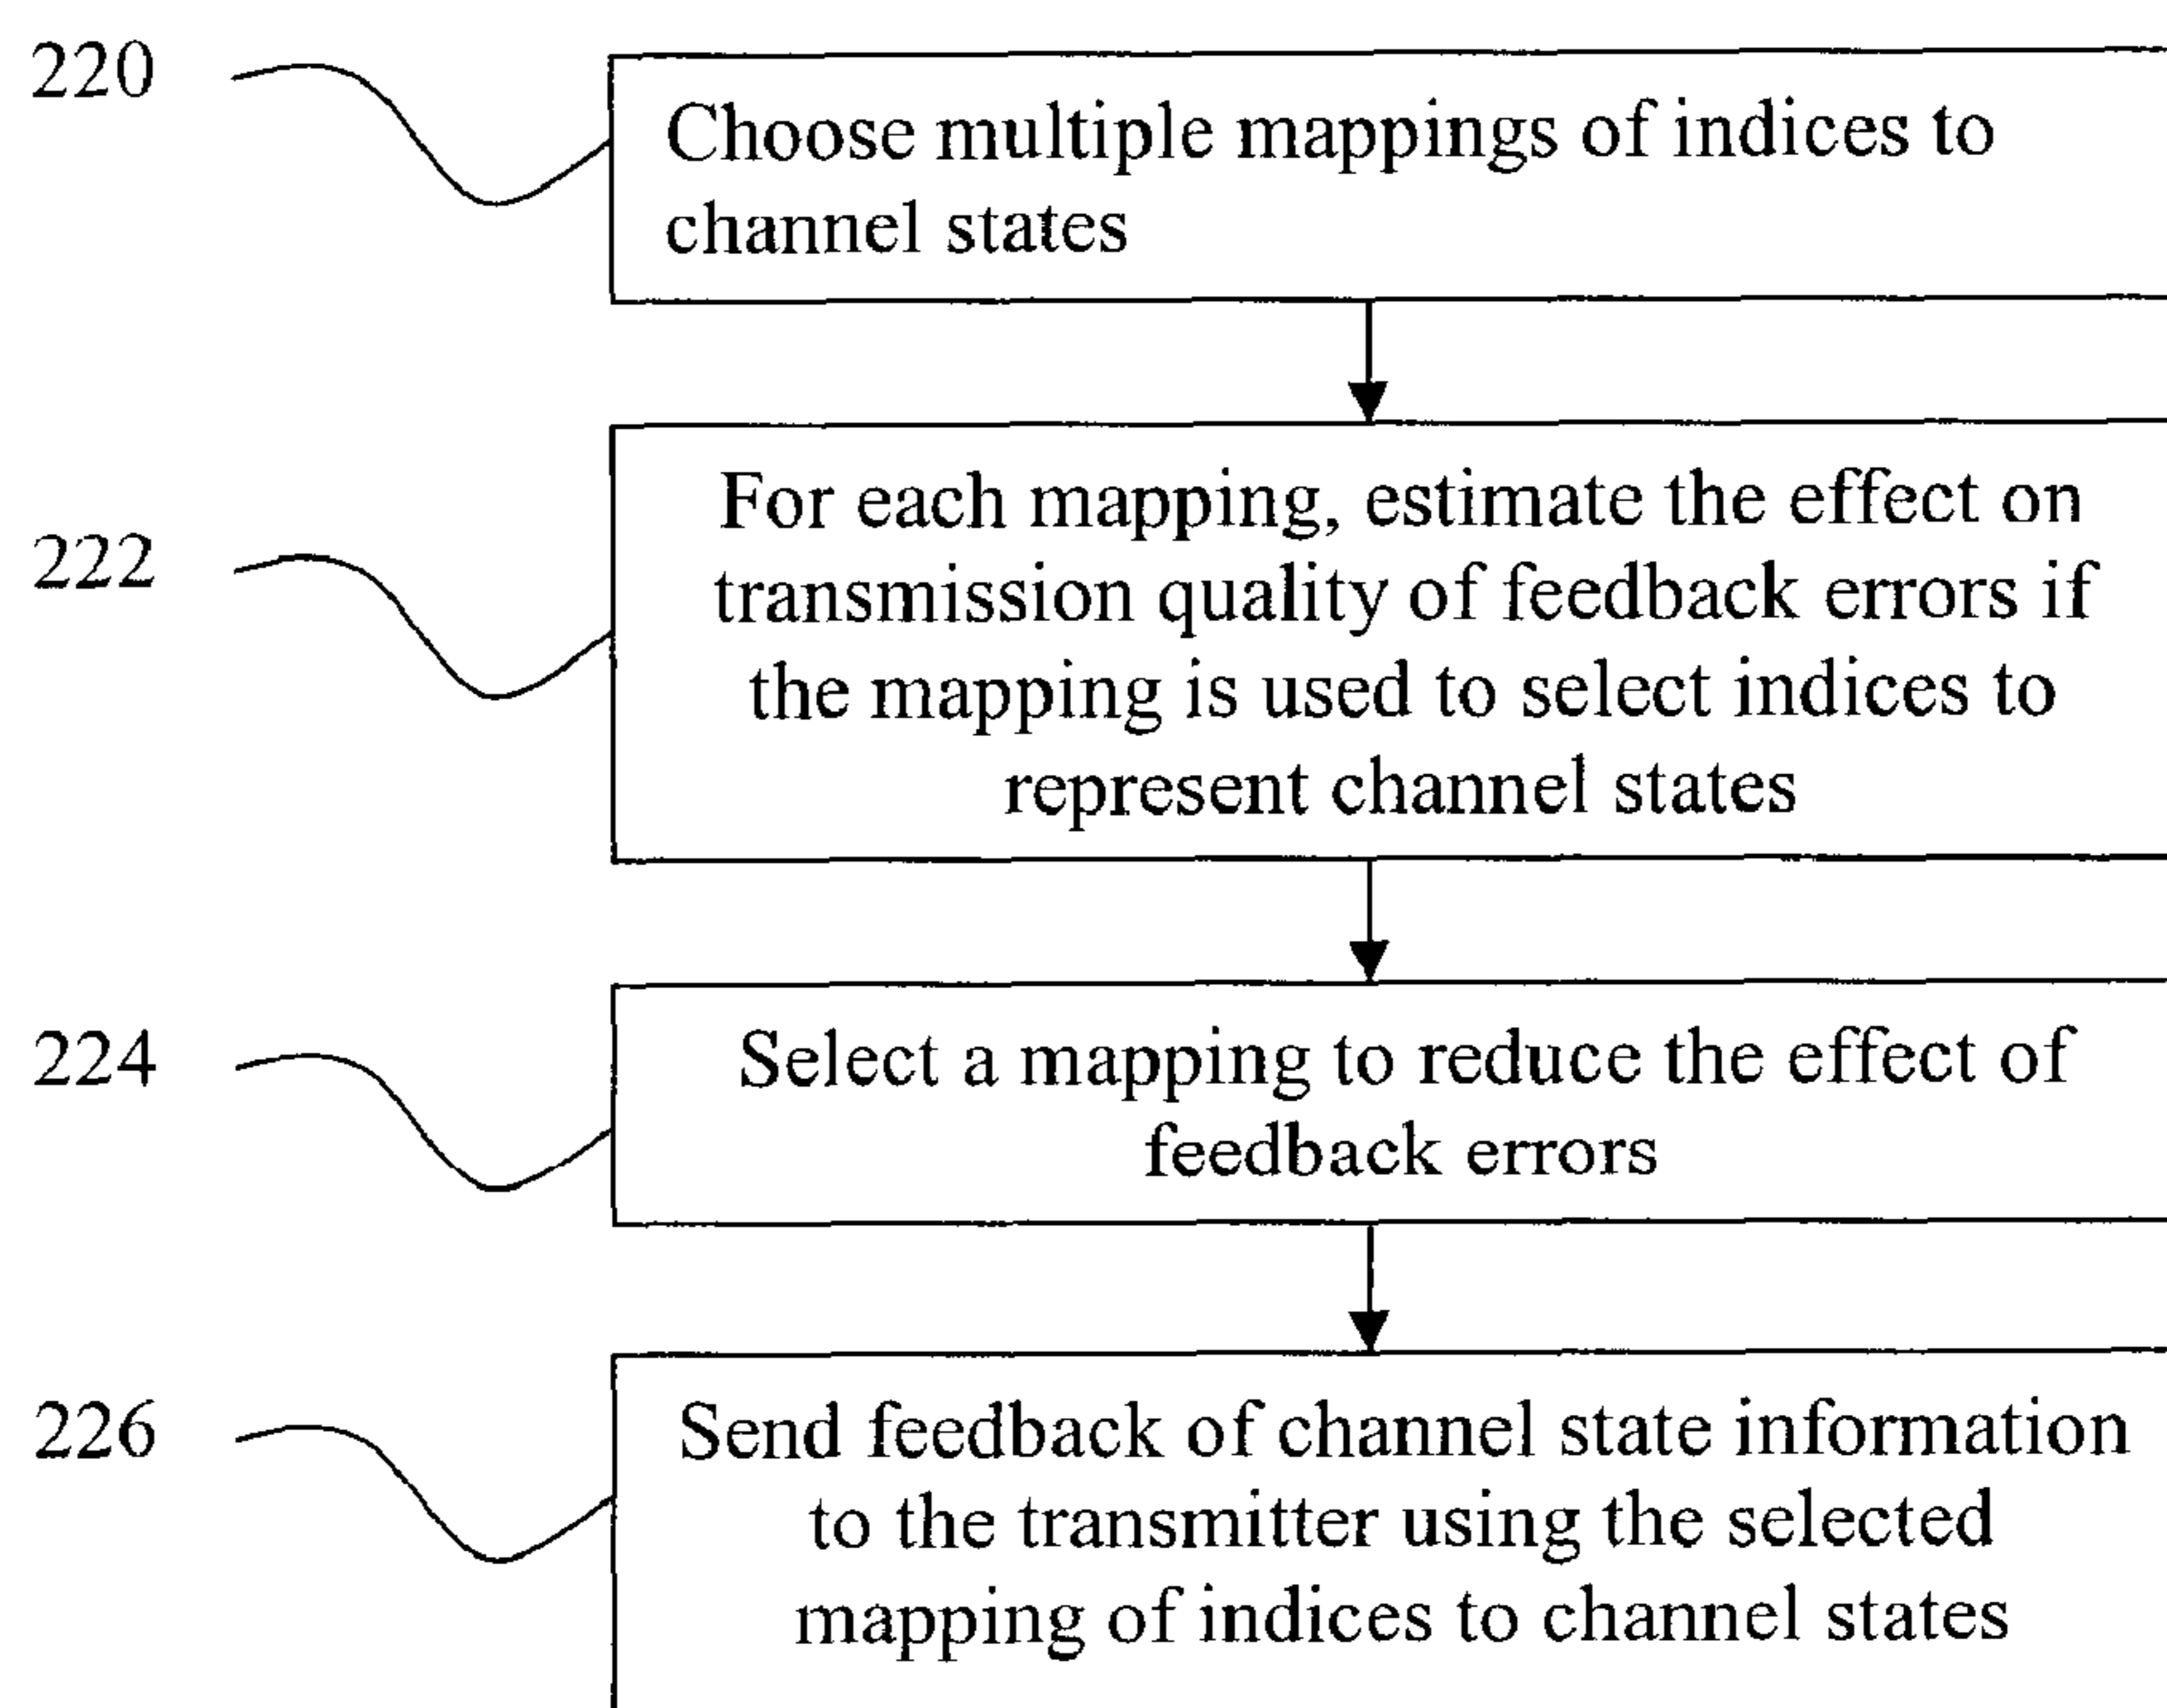 220
Choose multiple mappings of indices to
channel states
222
For each mapping, estimate the effect on
transmission quality of feedback errors if
the mapping is used to select indices to
represent channel states
224
Select a mapping to reduce the effect of
feedback errors
226
Send feedback of channel state information
to the transmitter using the selected
mapping of indices to channel states